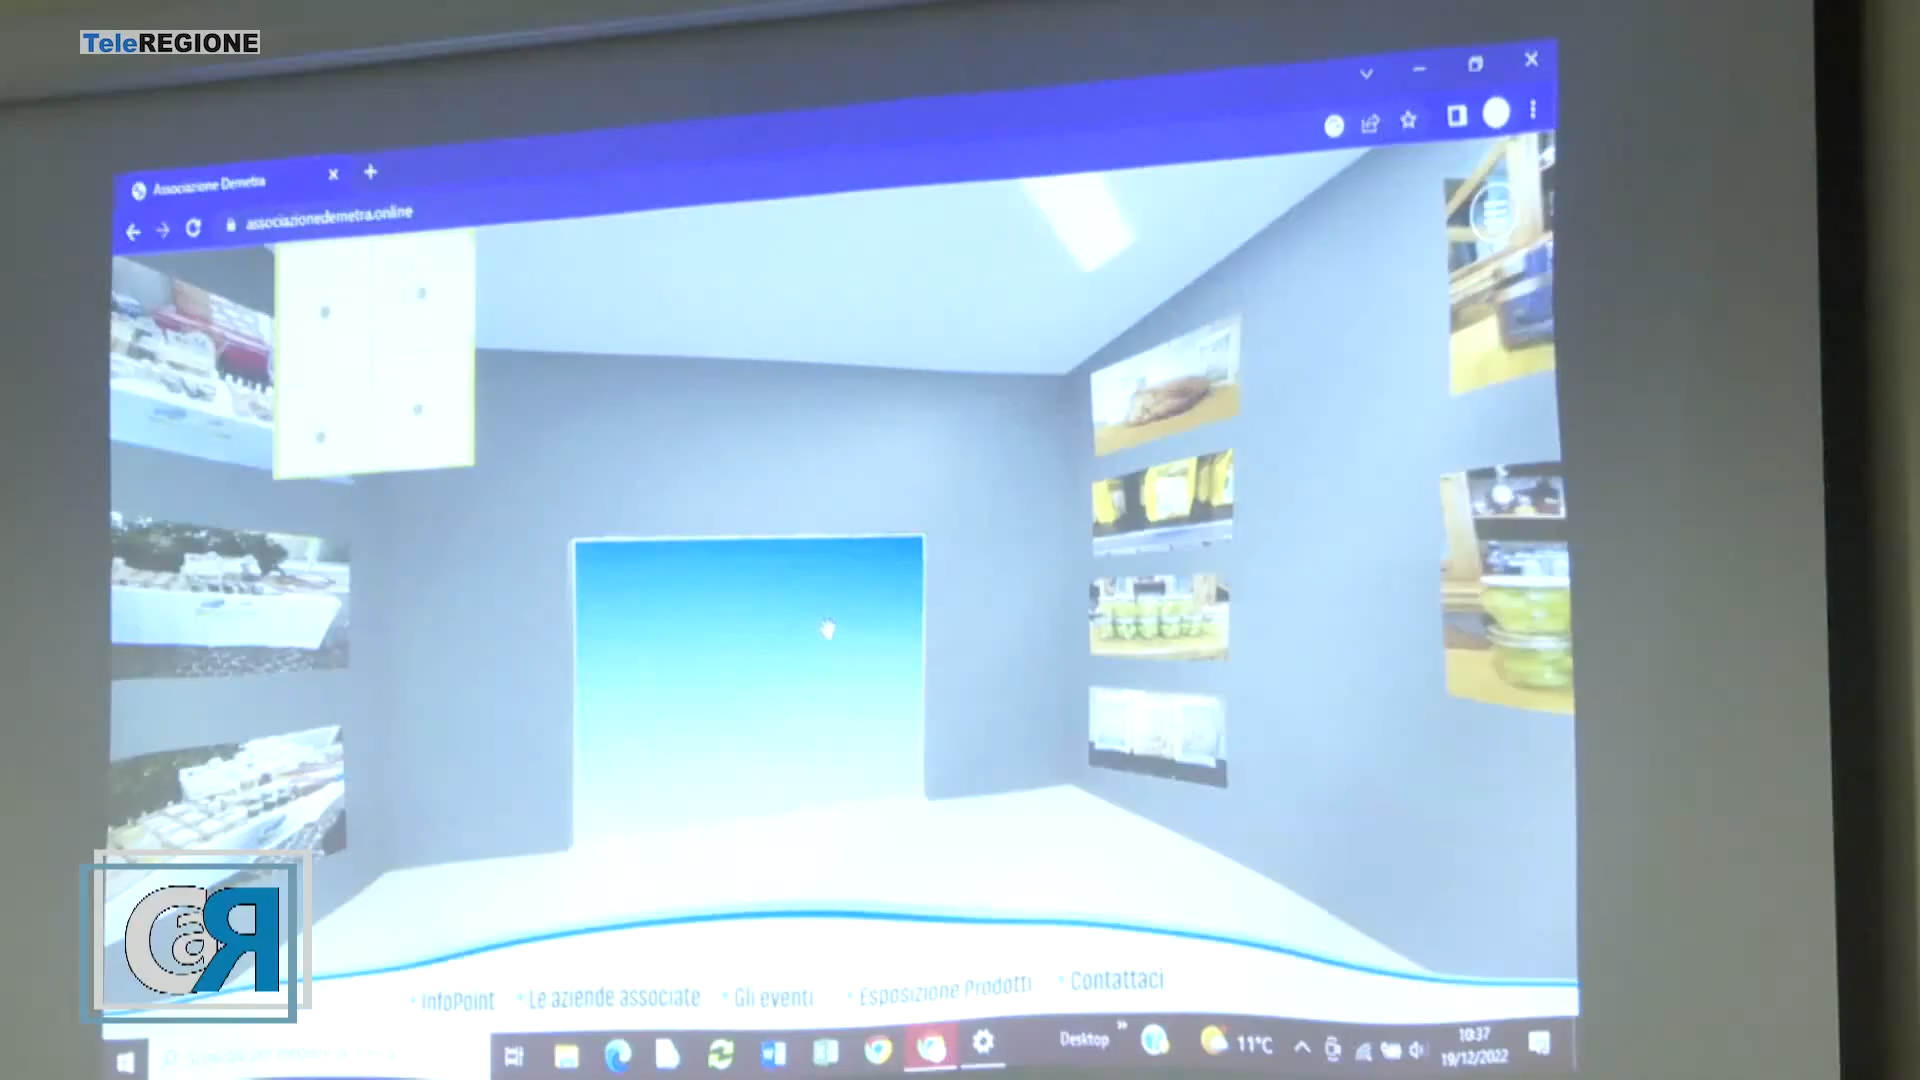 TeleREGIONE
Associazione Demetra
associazionedemetra.online
CaR
InfoPoint
Le aziende associate
Gli eventi
Esposizione Prodotti
Contattaci
Desktop
11°C
10:37
19/12/2022